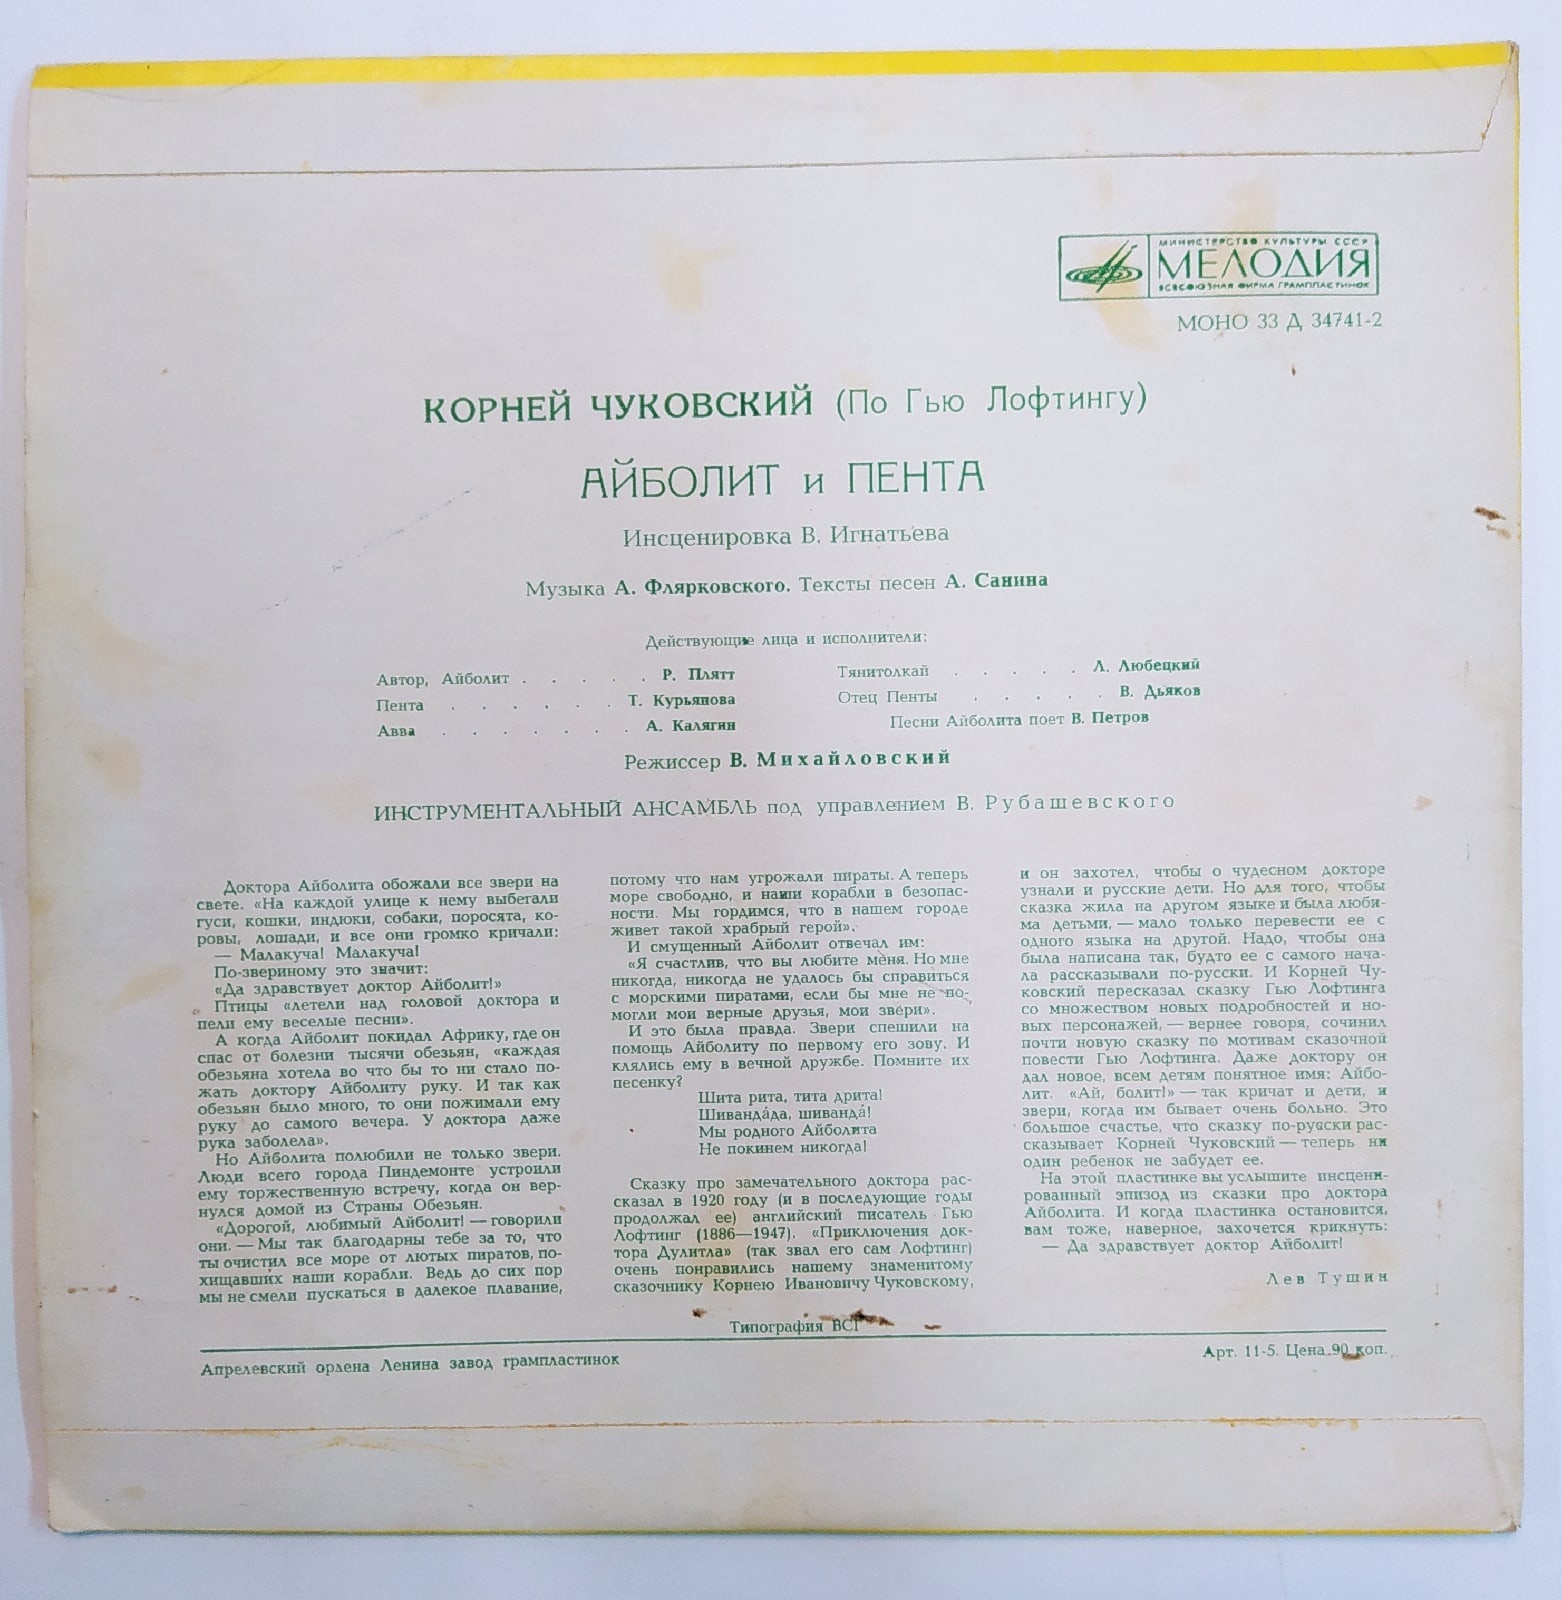 МИНИСТЕРСТВО КУЛЬТУРЫ СССР
МЕЛОДИЯ
ВСЕСОЮЗНАЯ ФИРМА ГРАМПЛАСТИНОК
МОНО 33 Д 34741-2
КОРНЕЙ ЧУКОВСКИЙ (По Гью Лофтингу)
АЙБОЛИТ и ПЕНТА
Инсценировка В. Игнатьева
Музыка А. Флярковского. Тексты песен А. Санина
Действующие лица и исполнители:
Автор, Айболит . . . . . Р. Плятт
Пента . . . . . . Т. Курьянова
Авва . . . . . . . А. Калягин
Тянитолкай . . . . . Л. Любецкий
Отец Пенты . . . . . В. Дьяков
Песни Айболита поет В. Петров
Режиссер В. Михайловский
ИНСТРУМЕНТАЛЬНЫЙ АНСАМБЛЬ под управлением В. Рубашевского
Доктора Айболита обожали все звери на
свете. «На каждой улице к нему выбегали
гуси, кошки, индюки, собаки, поросята, ко-
ровы, лошади, и все они громко кричали:
— Малакуча! Малакуча!
По-звериному это значит:
«Да здравствует доктор Айболит!»
Птицы «летели над головой доктора и
пели ему веселые песни».
А когда Айболит покидал Африку, где он
спас от болезни тысячи обезьян, «каждая
обезьяна хотела во что бы то ни стало по-
жать доктору Айболиту руку. И так как
обезьян было много, то они пожимали ему
руку до самого вечера. У доктора даже
рука заболела».
Но Айболита полюбили не только звери.
Люди всего города Пиндемонте устроили
ему торжественную встречу, когда он вер-
нулся домой из Страны Обезьян.
«Дорогой, любимый Айболит! — говорили
они. — Мы так благодарны тебе за то, что
ты очистил все море от лютых пиратов, по-
хищавших наши корабли. Ведь до сих пор
мы не смели пускаться в далекое плавание,
потому что нам угрожали пираты. А теперь
море свободно, и наши корабли в безопас-
ности. Мы гордимся, что в нашем городе
живет такой храбрый герой».
И смущенный Айболит отвечал им:
«Я счастлив, что вы любите меня. Но мне
никогда, никогда не удалось бы справиться
с морскими пиратами, если бы мне не по-
могли мои верные друзья, мои звери».
И это была правда. Звери спешили на
помощь Айболиту по первому его зову. И
клялись ему в вечной дружбе. Помните их
песенку?
Шита рита, тита дрита!
Шивандáда, шивандá!
Мы родного Айболита
Не покинем никогда!
Сказку про замечательного доктора рас-
сказал в 1920 году (и в последующие годы
продолжал ее) английский писатель Гью
Лофтинг (1886—1947). «Приключения док-
тора Дулитла» (так звал его сам Лофтинг)
очень понравились нашему знаменитому
сказочнику Корнею Ивановичу Чуковскому,
и он захотел, чтобы о чудесном докторе
узнали и русские дети. Но для того, чтобы
сказка жила на другом языке и была люби-
ма детьми, — мало только перевести ее с
одного языка на другой. Надо, чтобы она
была написана так, будто ее с самого нача-
ла рассказывали по-русски. И Корней Чу-
ковский пересказал сказку Гью Лофтинга
со множеством новых подробностей и но-
вых персонажей, — вернее говоря, сочинил
почти новую сказку по мотивам сказочной
повести Гью Лофтинга. Даже доктору он
дал новое, всем детям понятное имя: Айбо-
лит. «Ай, болит!» — так кричат и дети, и
звери, когда им бывает очень больно. Это
большое счастье, что сказку по-русски рас-
сказывает Корней Чуковский — теперь ни
один ребенок не забудет ее.
На этой пластинке вы услышите инсцени-
рованный эпизод из сказки про доктора
Айболита. И когда пластинка остановится,
вам тоже, наверное, захочется крикнуть:
— Да здравствует доктор Айболит!
Лев Тушин
Типография ВСГ
Апрелевский ордена Ленина завод грампластинок
Арт. 11-5. Цена 90 коп.